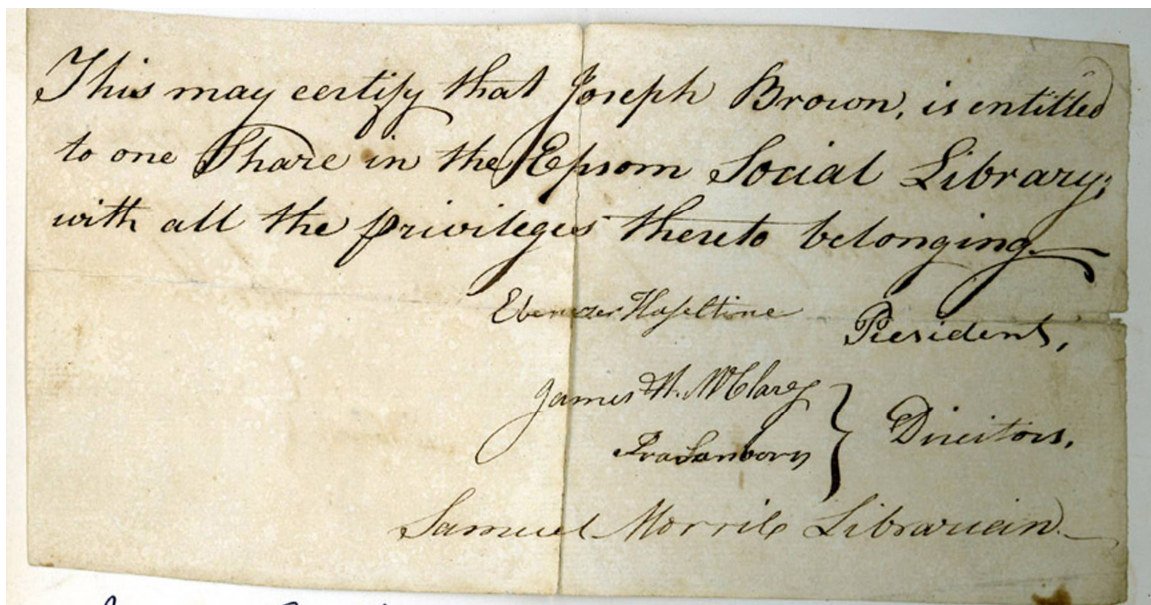 This may certify that Joseph Brown, is entitled
to one Share in the Epsom Social Library;
with all the privileges thereto belonging.
Ebenezer Haseltine President,
James H. McClary
Ira Sanborn } Directors,
Samuel Morril Librarian